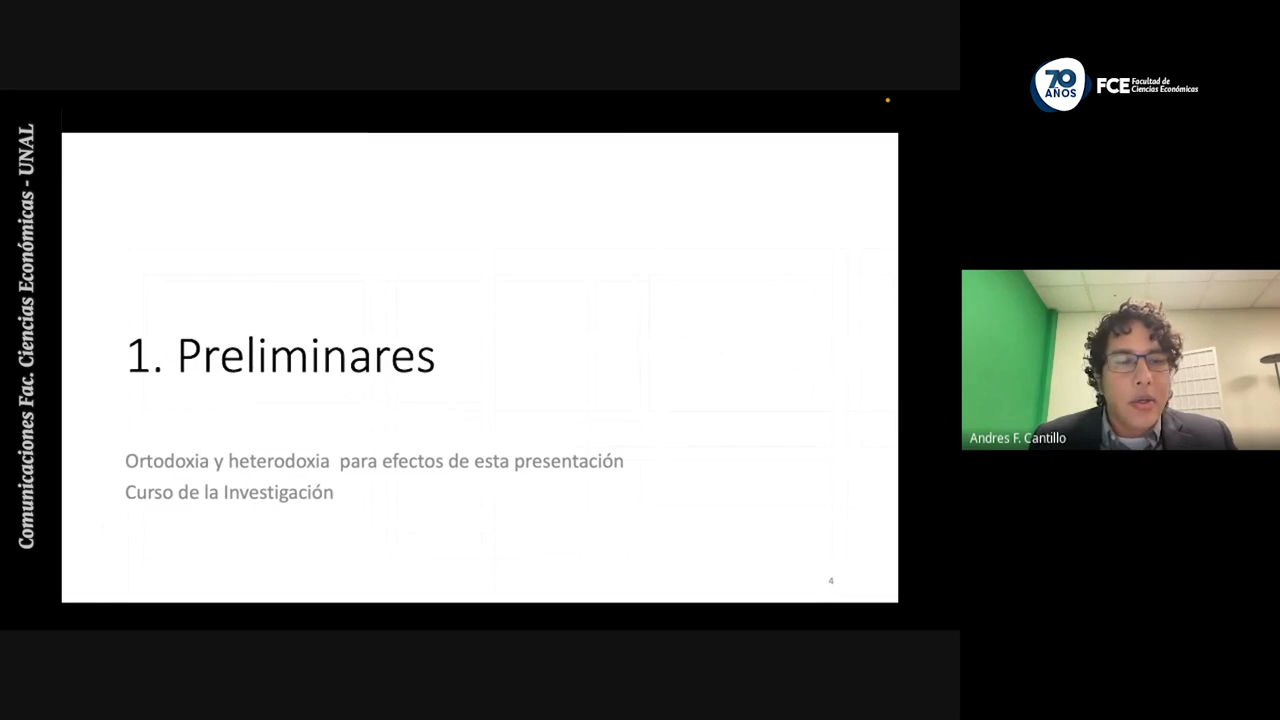 70
AÑOS
FCE Facultad de
Ciencias Económicas
Comunicaciones Fac. Ciencias Económicas - UNAL
1. Preliminares
Ortodoxia y heterodoxia  para efectos de esta presentación
Curso de la Investigación
4
Andres F. Cantillo